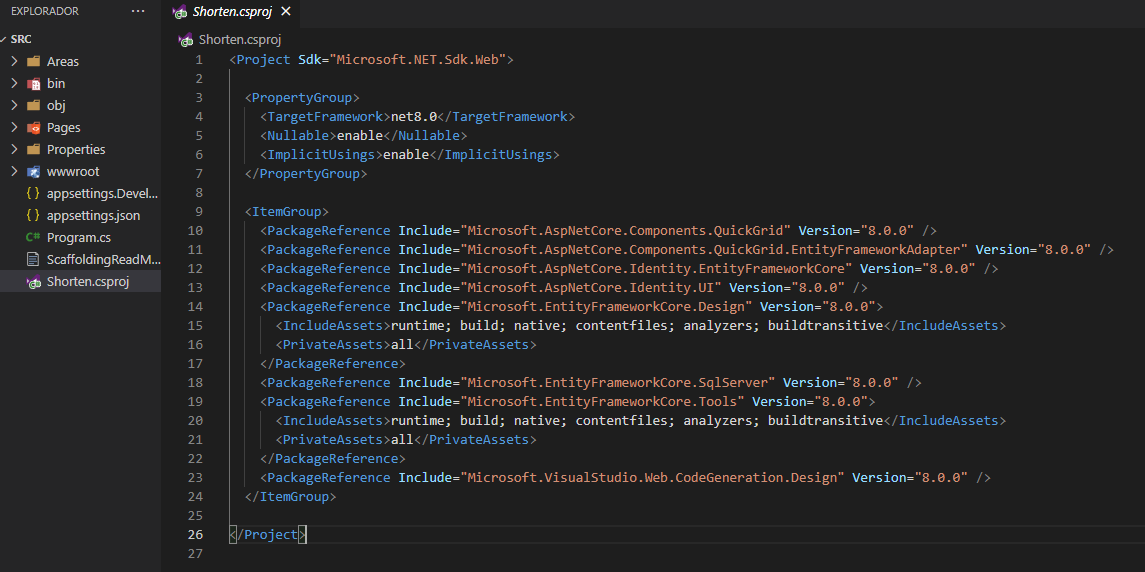 EXPLORADOR ...
SRC
Areas
bin
obj
Pages
Properties
wwwroot
{} appsettings.Devel...
{} appsettings.json
C# Program.cs
ScaffoldingReadM...
Shorten.csproj
Shorten.csproj ×
Shorten.csproj
1 <Project Sdk="Microsoft.NET.Sdk.Web">
2
3 <PropertyGroup>
4 <TargetFramework>net8.0</TargetFramework>
5 <Nullable>enable</Nullable>
6 <ImplicitUsings>enable</ImplicitUsings>
7 </PropertyGroup>
8
9 <ItemGroup>
10 <PackageReference Include="Microsoft.AspNetCore.Components.QuickGrid" Version="8.0.0" />
11 <PackageReference Include="Microsoft.AspNetCore.Components.QuickGrid.EntityFrameworkAdapter" Version="8.0.0" />
12 <PackageReference Include="Microsoft.AspNetCore.Identity.EntityFrameworkCore" Version="8.0.0" />
13 <PackageReference Include="Microsoft.AspNetCore.Identity.UI" Version="8.0.0" />
14 <PackageReference Include="Microsoft.EntityFrameworkCore.Design" Version="8.0.0">
15 <IncludeAssets>runtime; build; native; contentfiles; analyzers; buildtransitive</IncludeAssets>
16 <PrivateAssets>all</PrivateAssets>
17 </PackageReference>
18 <PackageReference Include="Microsoft.EntityFrameworkCore.SqlServer" Version="8.0.0" />
19 <PackageReference Include="Microsoft.EntityFrameworkCore.Tools" Version="8.0.0">
20 <IncludeAssets>runtime; build; native; contentfiles; analyzers; buildtransitive</IncludeAssets>
21 <PrivateAssets>all</PrivateAssets>
22 </PackageReference>
23 <PackageReference Include="Microsoft.VisualStudio.Web.CodeGeneration.Design" Version="8.0.0" />
24 </ItemGroup>
25
26 </Project>
27